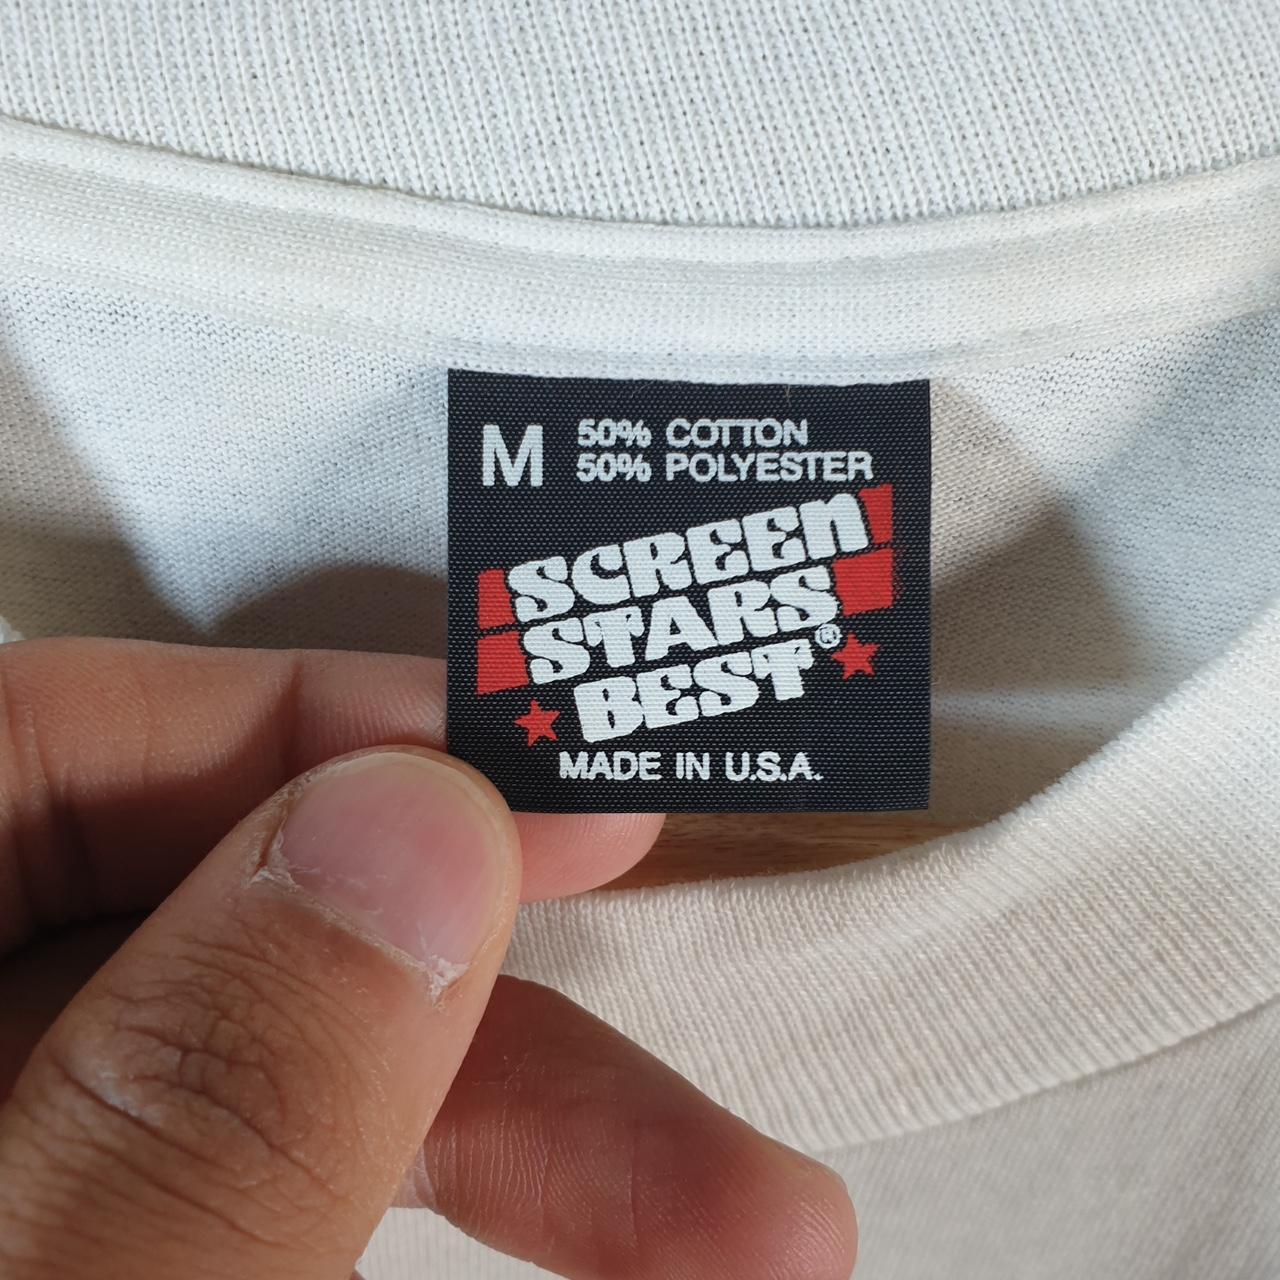 M 50% COTTON
50% POLYESTER
SCREEN
STARS
BEST®
MADE IN U.S.A.